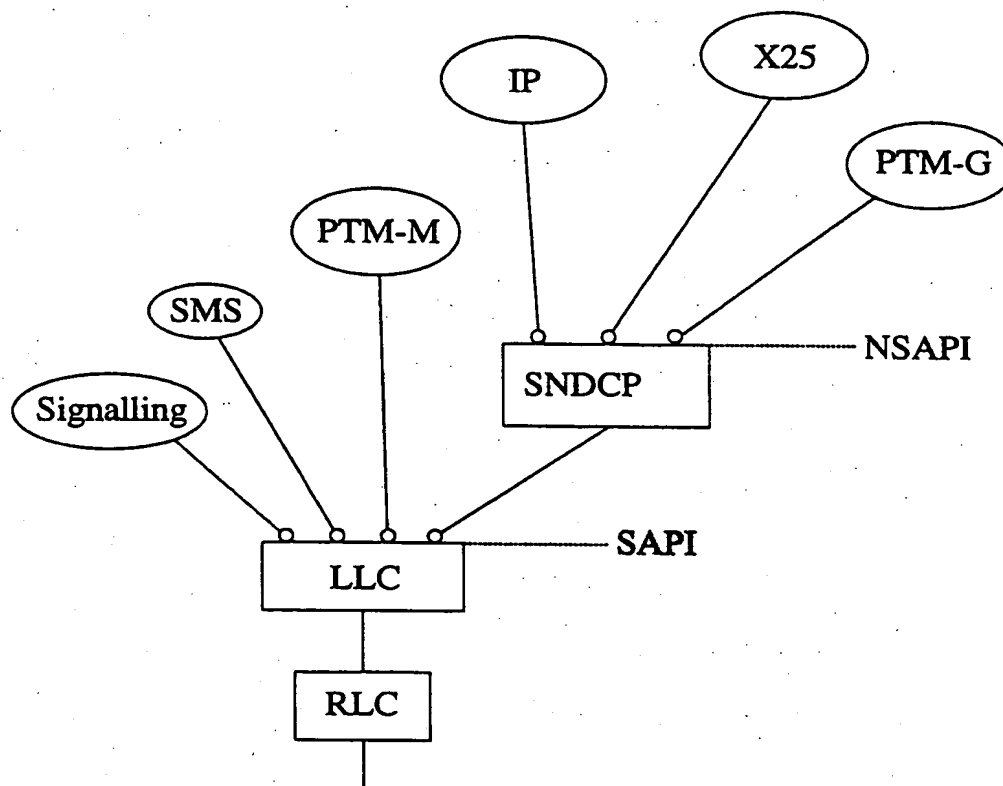 X25
IP
PTM-G
PTM-M
SMS
NSAPI
SNDCP
Signalling
SAPI
LLC
RLC